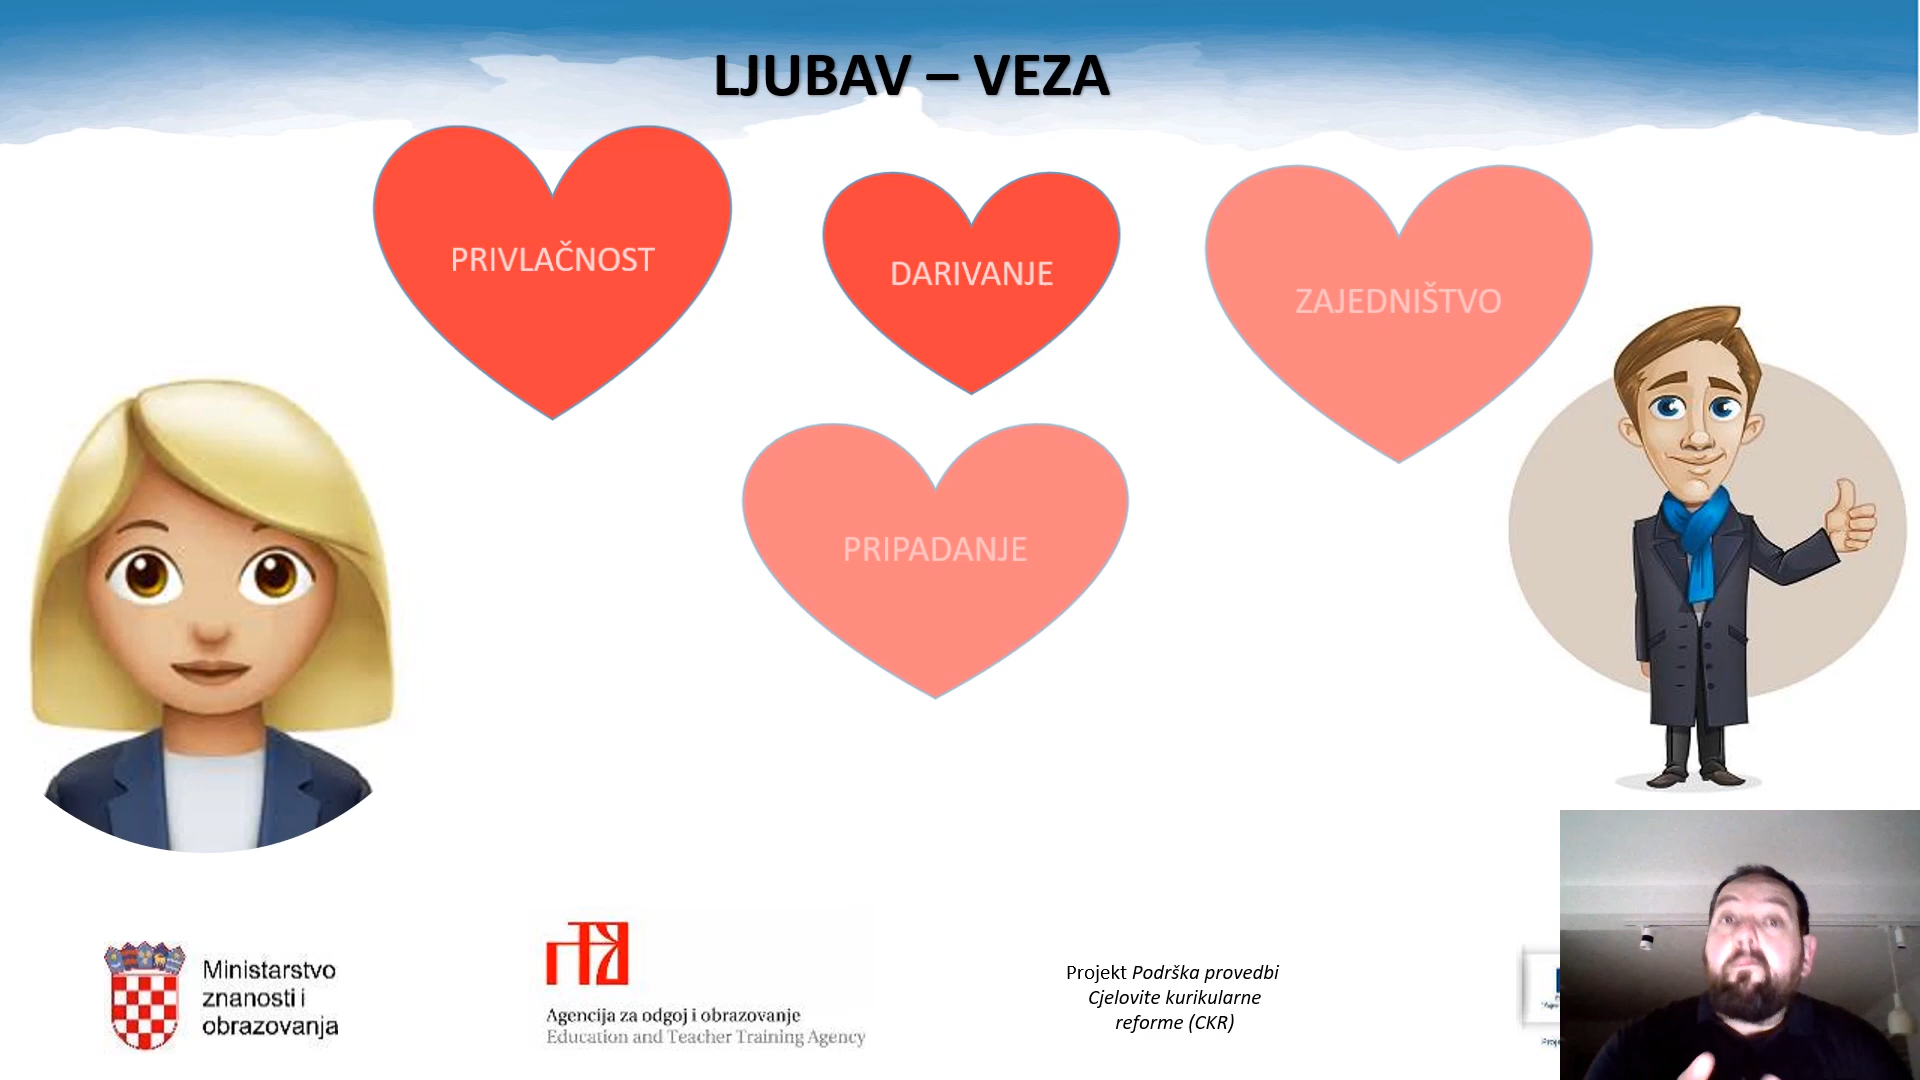 LJUBAV – VEZA
PRIVLAČNOST
DARIVANJE
ZAJEDNIŠTVO
PRIPADANJE
Ministarstvo
znanosti i
obrazovanja
Agencija za odgoj i obrazovanje
Education and Teacher Training Agency
Projekt Podrška provedbi
Cjelovite kurikularne
reforme (CKR)